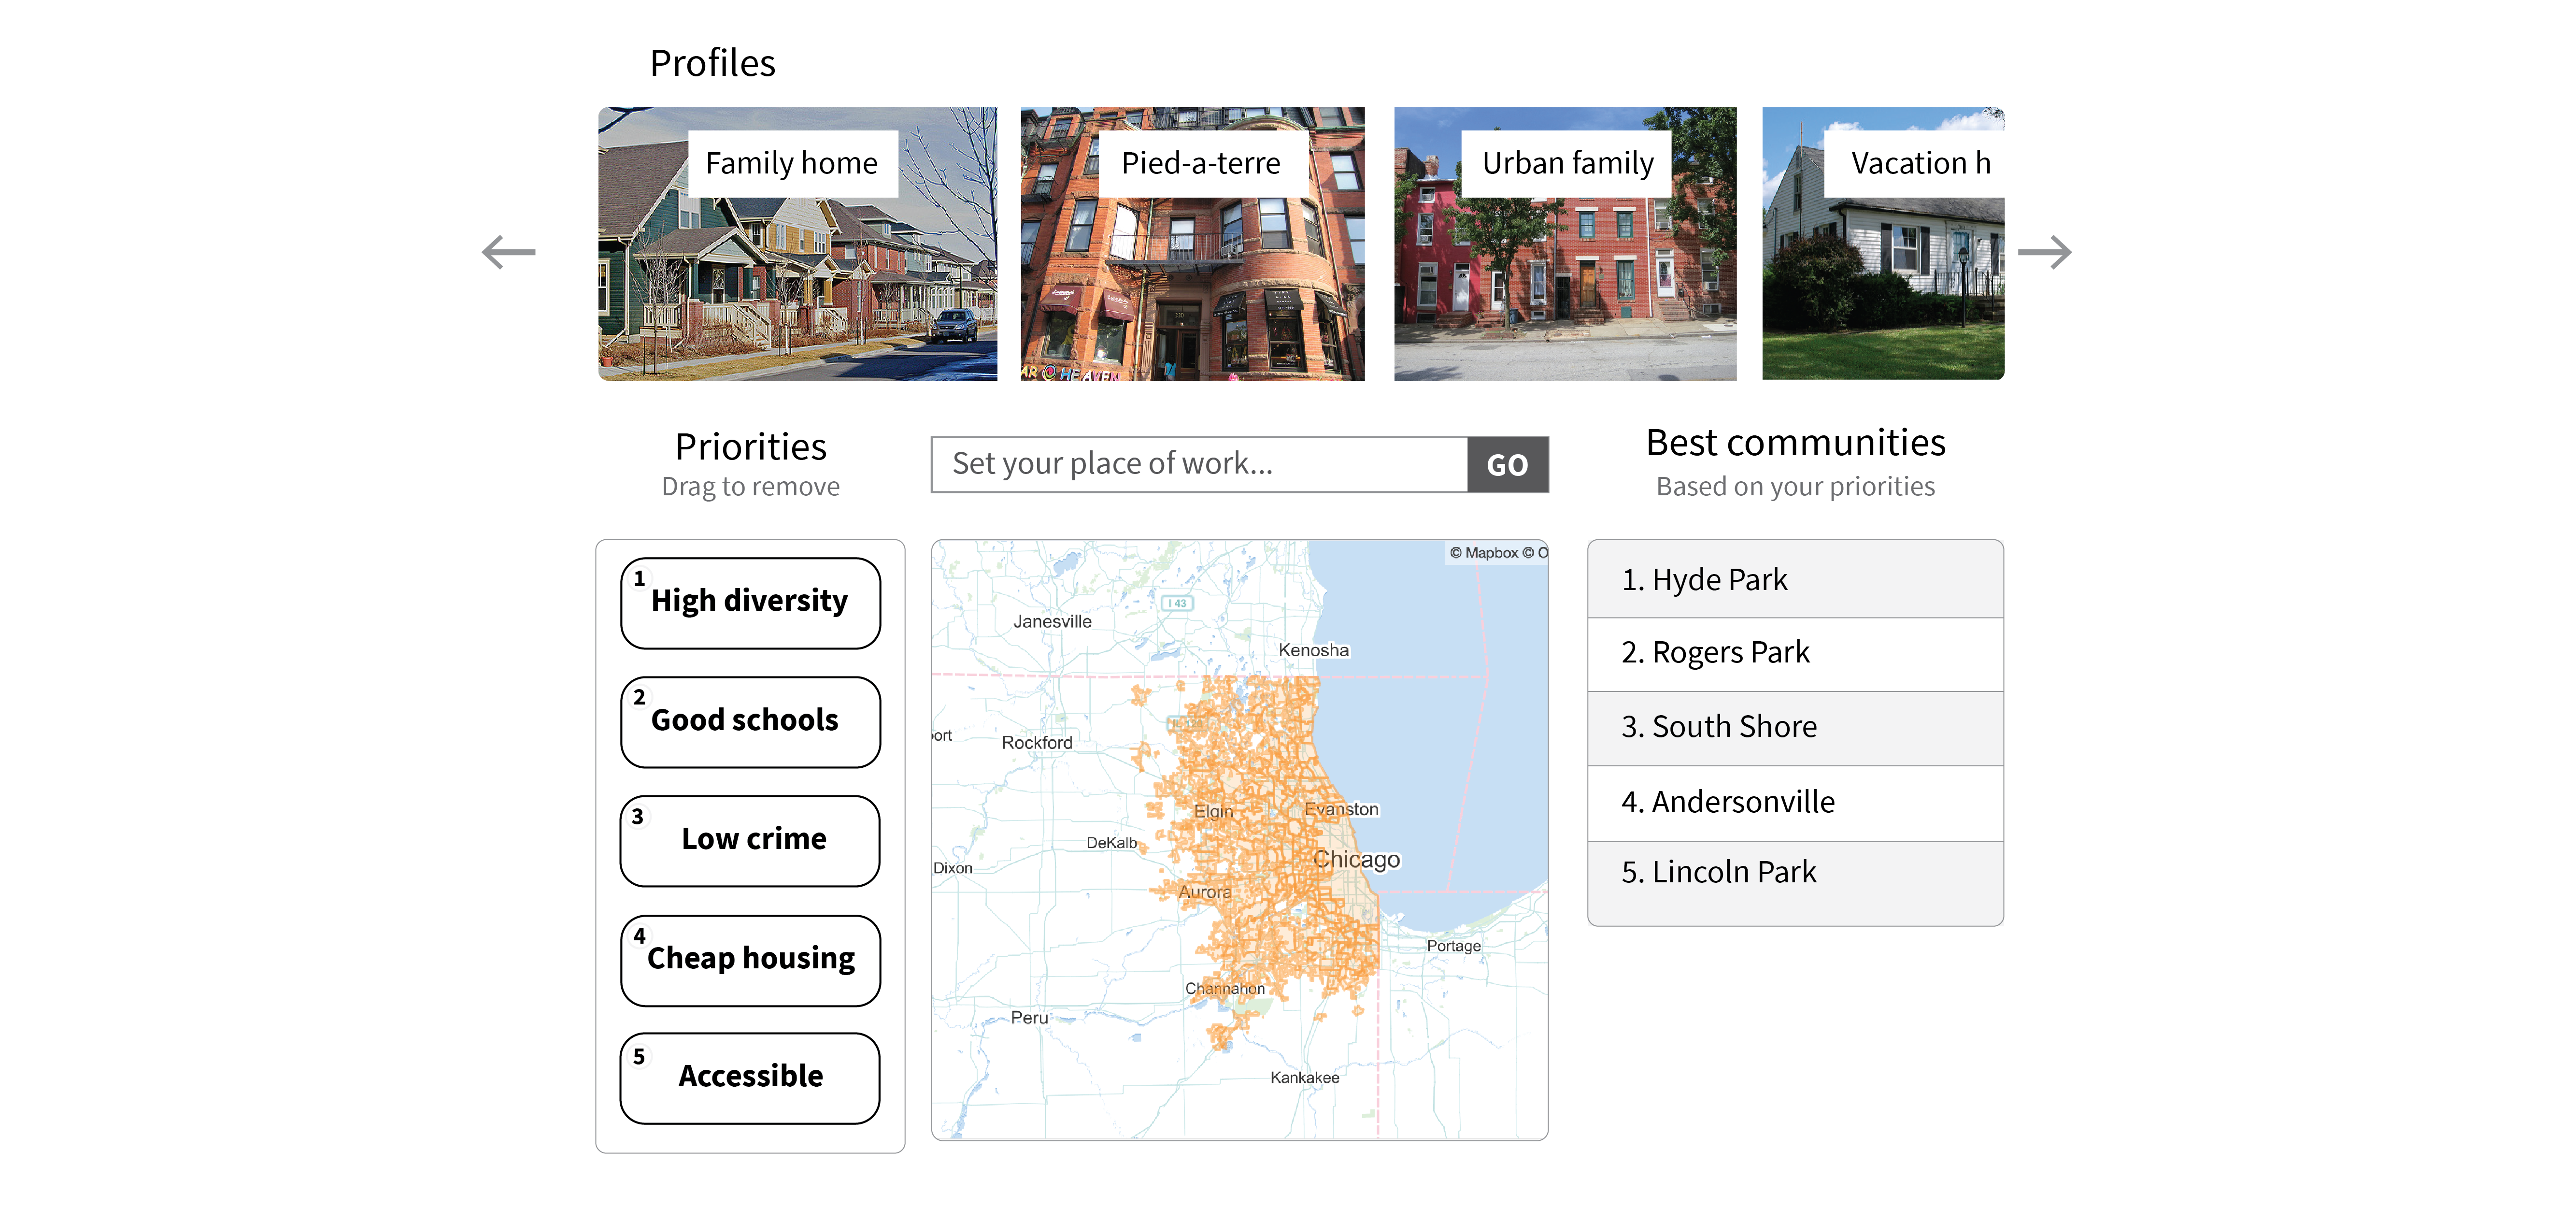 Profiles
Family home
Pied-a-terre
Urban family
Vacation h
330
HEAVEN
Priorities
Drag to remove
Set your place of work...
GO
Best communities
Based on your priorities
1
High diversity
2
Good schools
3
Low crime
4
Cheap housing
5
Accessible
© Mapbox © O
I 43
Janesville
Kenosha
ort
Rockford
Elgin
Evanston
DeKalb
Chicago
Dixon
Aurora
Portage
Channahon
Peru
Kankakee
1. Hyde Park
2. Rogers Park
3. South Shore
4. Andersonville
5. Lincoln Park